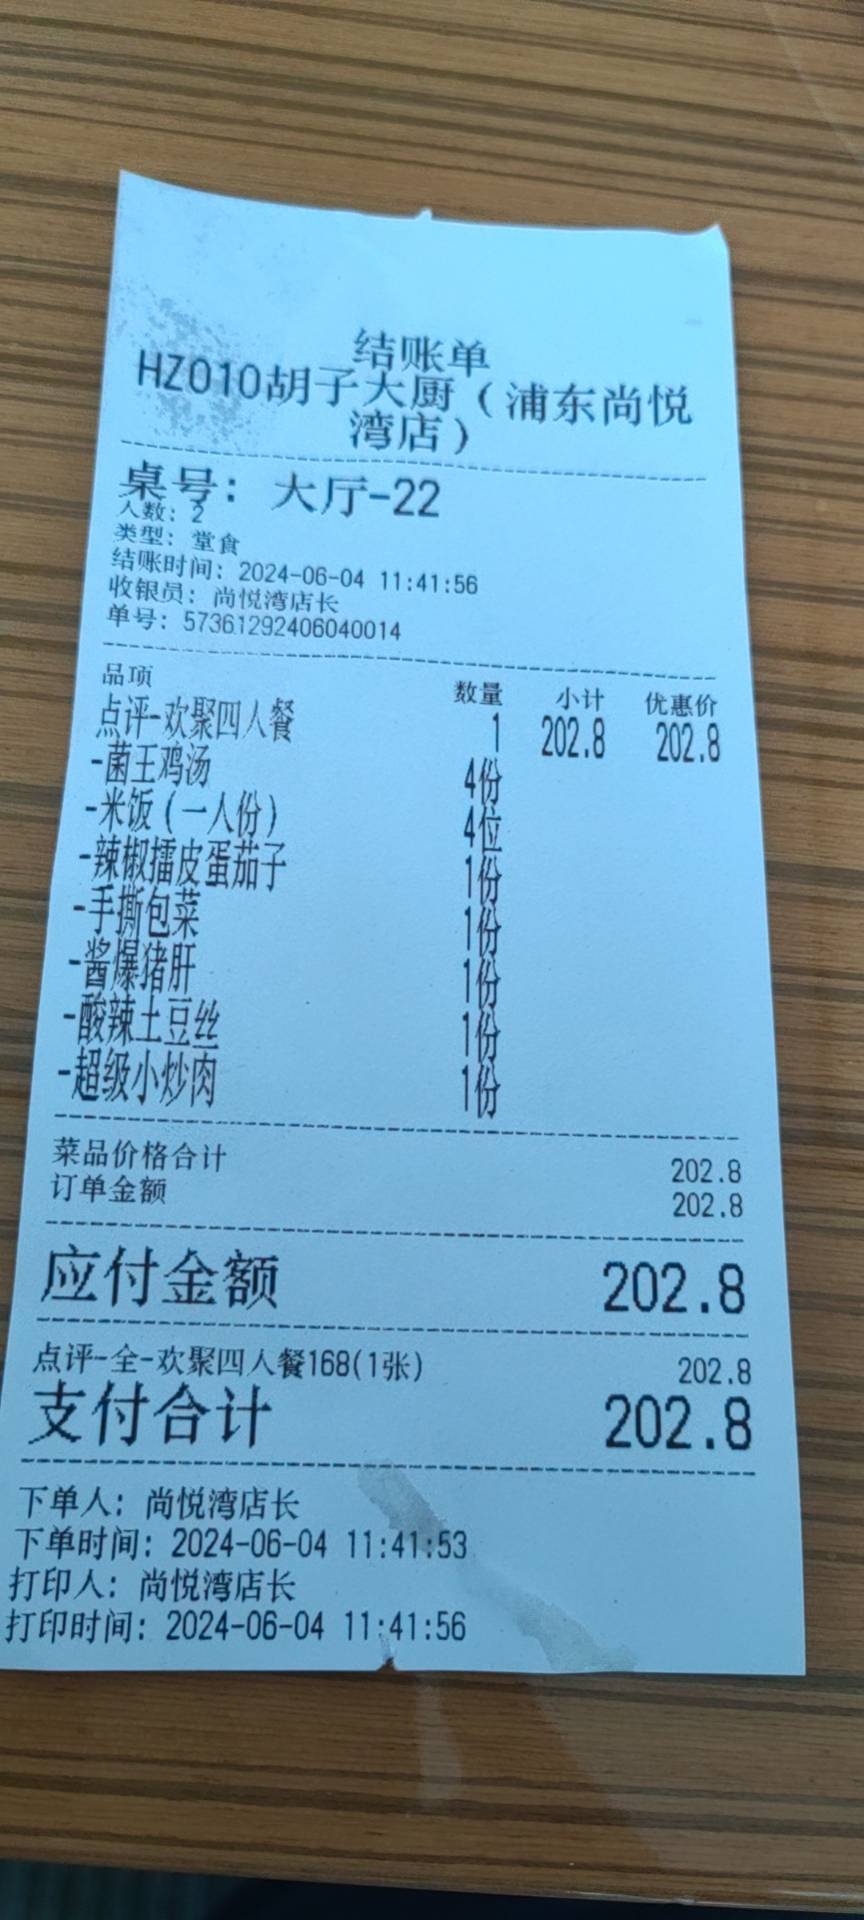 结账单
HZ010胡子大厨（浦东尚悦
湾店）
桌号：大厅-22
人数：2
类型：堂食
结账时间：2024-06-04 11:41:56
收银员：尚悦湾店长
单号：57361292406040014
品项 数量 小计 优惠价
点评-欢聚四人餐 1 202.8 202.8
-菌王鸡汤 4份
-米饭（一人份） 4位
-辣椒擂皮蛋茄子 1份
-手撕包菜 1份
-酱爆猪肝 1份
-酸辣土豆丝 1份
-超级小炒肉 1份
菜品价格合计 202.8
订单金额 202.8
应付金额 202.8
点评-全-欢聚四人餐168(1张) 202.8
支付合计 202.8
下单人：尚悦湾店长
下单时间：2024-06-04 11:41:53
打印人：尚悦湾店长
打印时间：2024-06-04 11:41:56